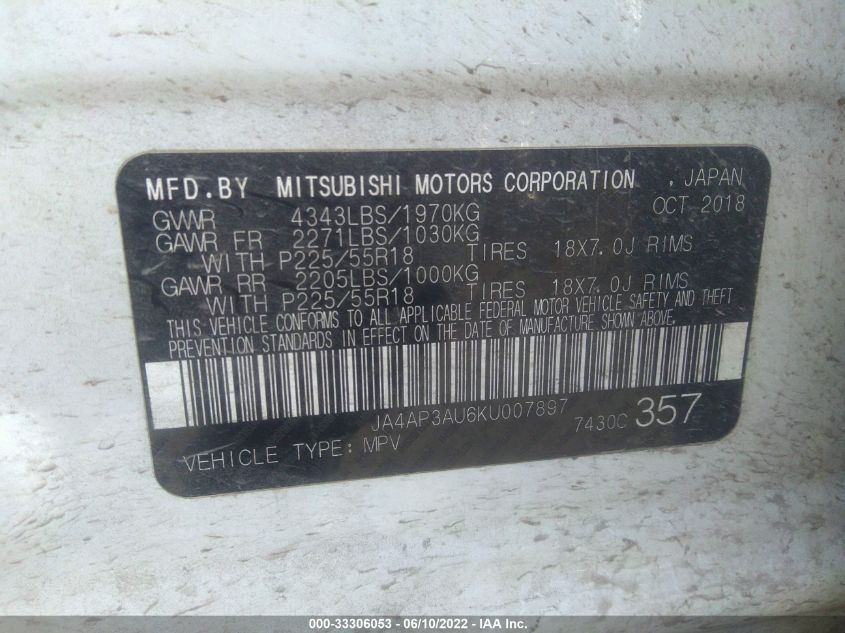 MFD.BY MITSUBISHI MOTORS CORPORATION , JAPAN
GVWR 4343LBS/1970KG OCT 2018
GAWR FR 2271LBS/1030KG
WITH P225/55R18 TIRES 18X7.0J RIMS
GAWR RR 2205LBS/1000KG
WITH P225/55R18 TIRES 18X7.0J RIMS
THIS VEHICLE CONFORMS TO ALL APPLICABLE FEDERAL MOTOR VEHICLE SAFETY AND THEFT
PREVENTION STANDARDS IN EFFECT ON THE DATE OF MANUFACTURE SHOWN ABOVE.
JA4AP3AU6KU007897
7430C 357
VEHICLE TYPE: MPV
000-33306053 - 06/10/2022 - IAA Inc.